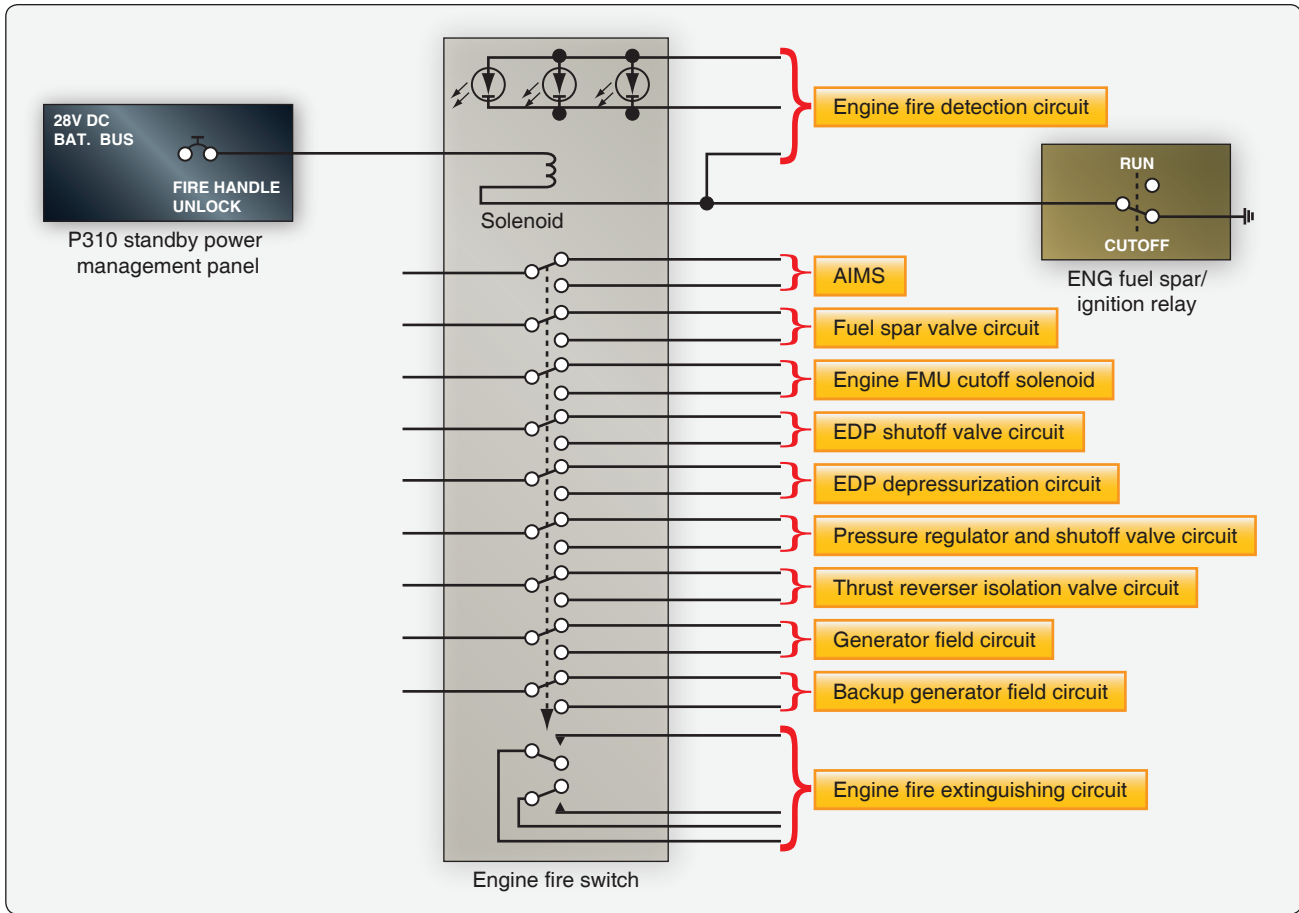 28V DC
BAT. BUS
FIRE HANDLE
UNLOCK
P310 standby power
management panel
Solenoid
Engine fire detection circuit
RUN
CUTOFF
ENG fuel spar/
ignition relay
AIMS
Fuel spar valve circuit
Engine FMU cutoff solenoid
EDP shutoff valve circuit
EDP depressurization circuit
Pressure regulator and shutoff valve circuit
Thrust reverser isolation valve circuit
Generator field circuit
Backup generator field circuit
Engine fire extinguishing circuit
Engine fire switch